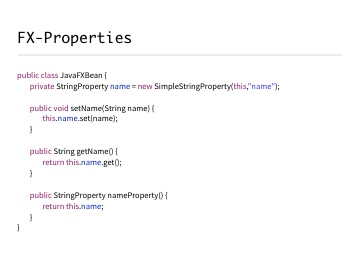 FX-Properties
public class JavaFXBean {
private StringProperty name = new SimpleStringProperty(this,"name");
public void setName(String name) {
this.name.set(name);
}
public String getName() {
return this.name.get();
}
public StringProperty nameProperty() {
return this.name;
}
}